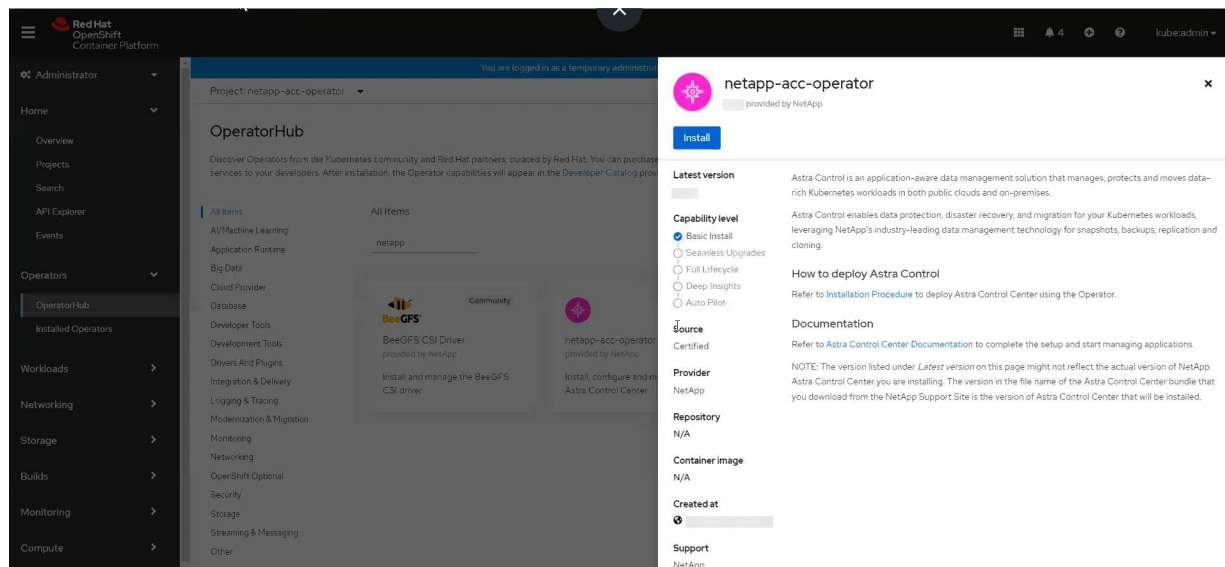 Red Hat
OpenShift
Container Platform
4
kube:admin
Administrator
Home
Overview
Projects
Search
API Explorer
Events
Operators
OperatorHub
Installed Operators
Workloads
Networking
Storage
Builds
Monitoring
Compute
You are logged in as a temporary administrat
Project: netapp-acc-operator
OperatorHub
Discover Operators from the Kubernetes community and Red Hat partners, curated by Red Hat. You can purchase
services to your developers. After installation, the Operator capabilities will appear in the Developer Catalog provi
All Items
AI/Machine Learning
Application Runtime
Big Data
Cloud Provider
Database
Developer Tools
Development Tools
Drivers And Plugins
Integration & Delivery
Logging & Tracing
Modernization & Migration
Monitoring
Networking
OpenShift Optional
Security
Storage
Streaming & Messaging
Other
All Items
netapp
BeeGFS
Community
BeeGFS CSI Driver
provided by NetApp
Install and manage the BeeGFS
CSI driver
netapp-acc-operator
provided by NetApp
Install, configure and m
Astra Control Center
netapp-acc-operator
provided by NetApp
Install
Latest version
Capability level
Basic Install
Seamless Upgrades
Full Lifecycle
Deep Insights
Auto Pilot
Source
Certified
Provider
NetApp
Repository
N/A
Container image
N/A
Created at
Support
NetApp
Astra Control is an application-aware data management solution that manages, protects and moves data-
rich Kubernetes workloads in both public clouds and on-premises.
Astra Control enables data protection, disaster recovery, and migration for your Kubernetes workloads,
leveraging NetApp's industry-leading data management technology for snapshots, backups, replication and
cloning.
How to deploy Astra Control
Refer to Installation Procedure to deploy Astra Control Center using the Operator.
Documentation
Refer to Astra Control Center Documentation to complete the setup and start managing applications.
NOTE: The version listed under Latest version on this page might not reflect the actual version of NetApp
Astra Control Center you are installing. The version in the file name of the Astra Control Center bundle that
you download from the NetApp Support Site is the version of Astra Control Center that will be installed.